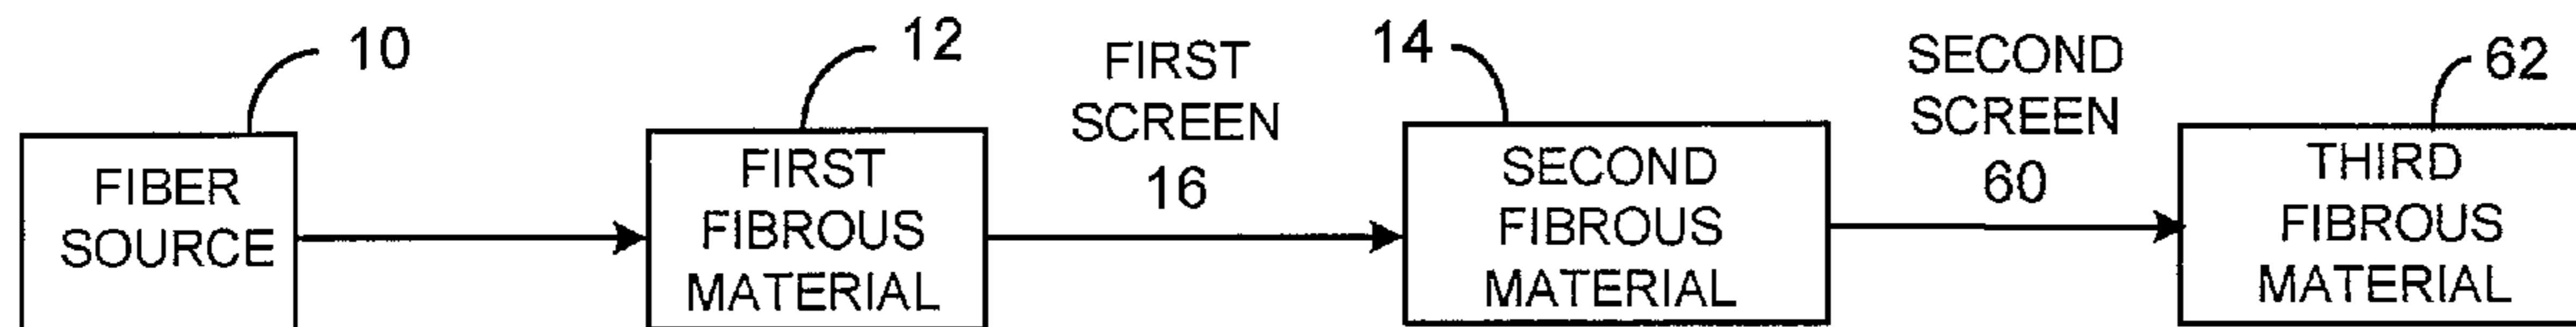 10
FIBER
SOURCE
12
FIRST
FIBROUS
MATERIAL
FIRST
SCREEN
16
14
SECOND
FIBROUS
MATERIAL
SECOND
SCREEN
60
62
THIRD
FIBROUS
MATERIAL